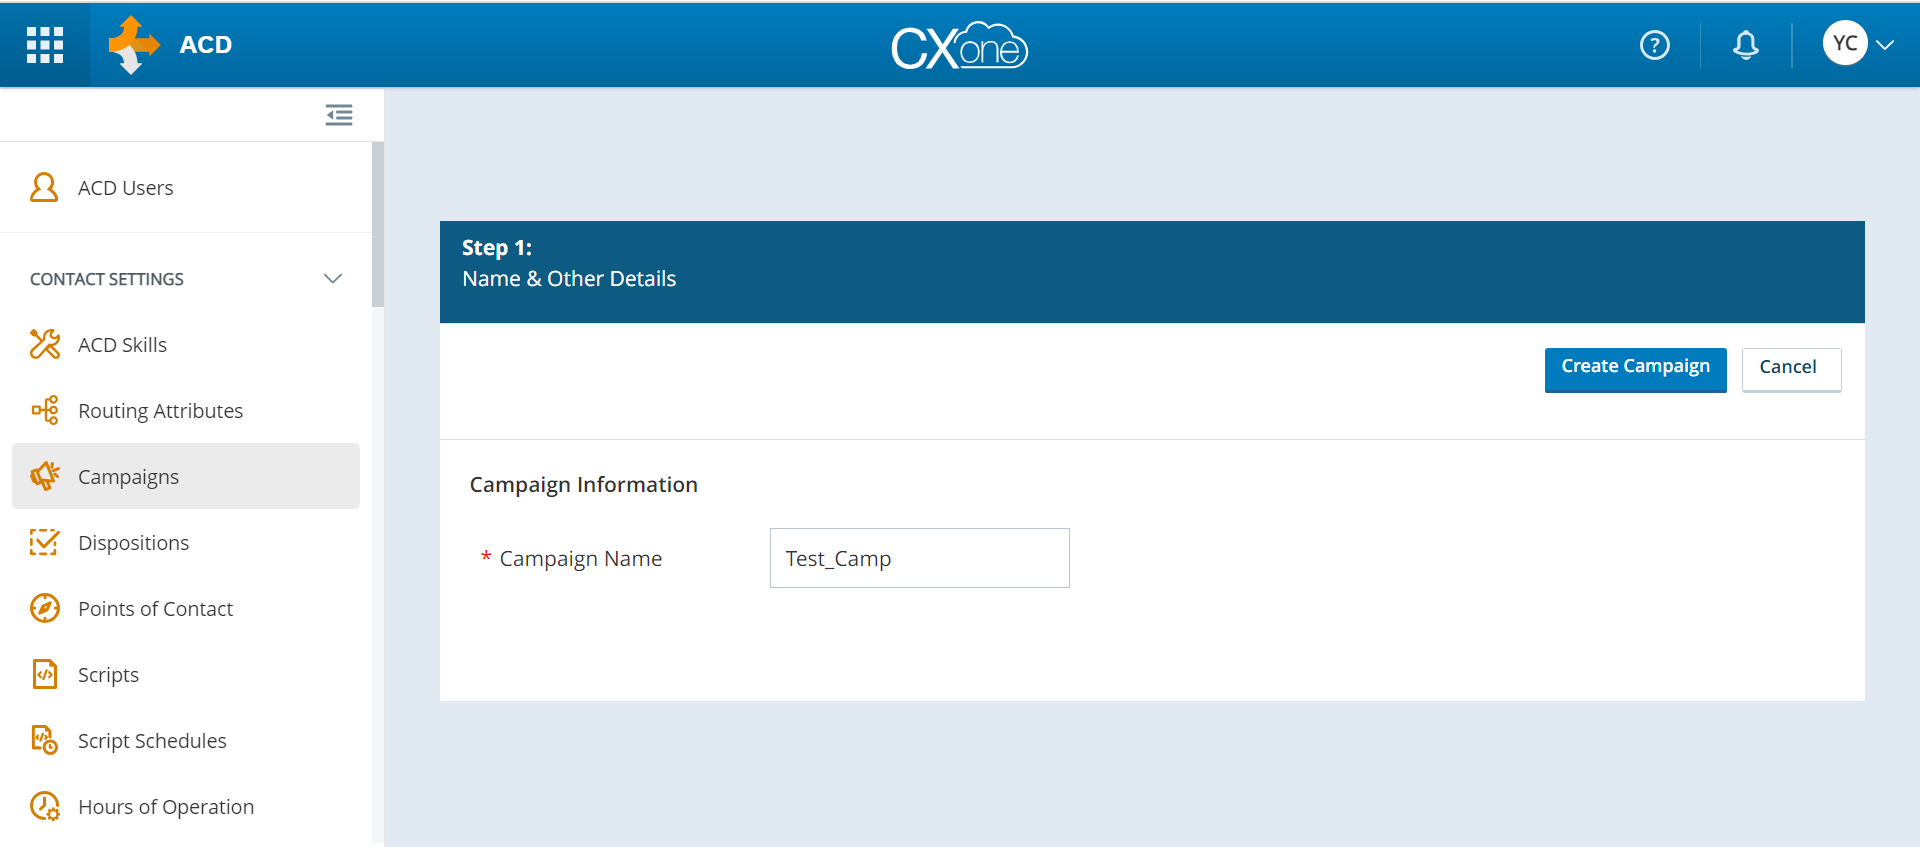 ACD
CXone
?
YC
ACD Users
CONTACT SETTINGS
ACD Skills
Routing Attributes
Campaigns
Dispositions
Points of Contact
Scripts
Script Schedules
Hours of Operation
Step 1:
Name & Other Details
Create Campaign
Cancel
Campaign Information
* Campaign Name
Test_Camp